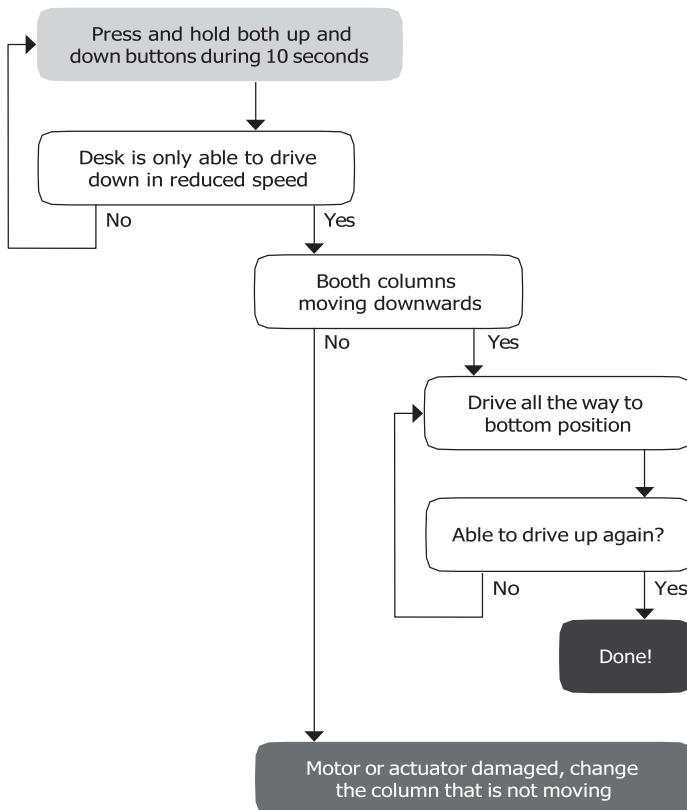 Press and hold both up and
down buttons during 10 seconds
Desk is only able to drive
down in reduced speed
No
Yes
Booth columns
moving downwards
No
Yes
Drive all the way to
bottom position
Able to drive up again?
No
Yes
Done!
Motor or actuator damaged, change
the column that is not moving